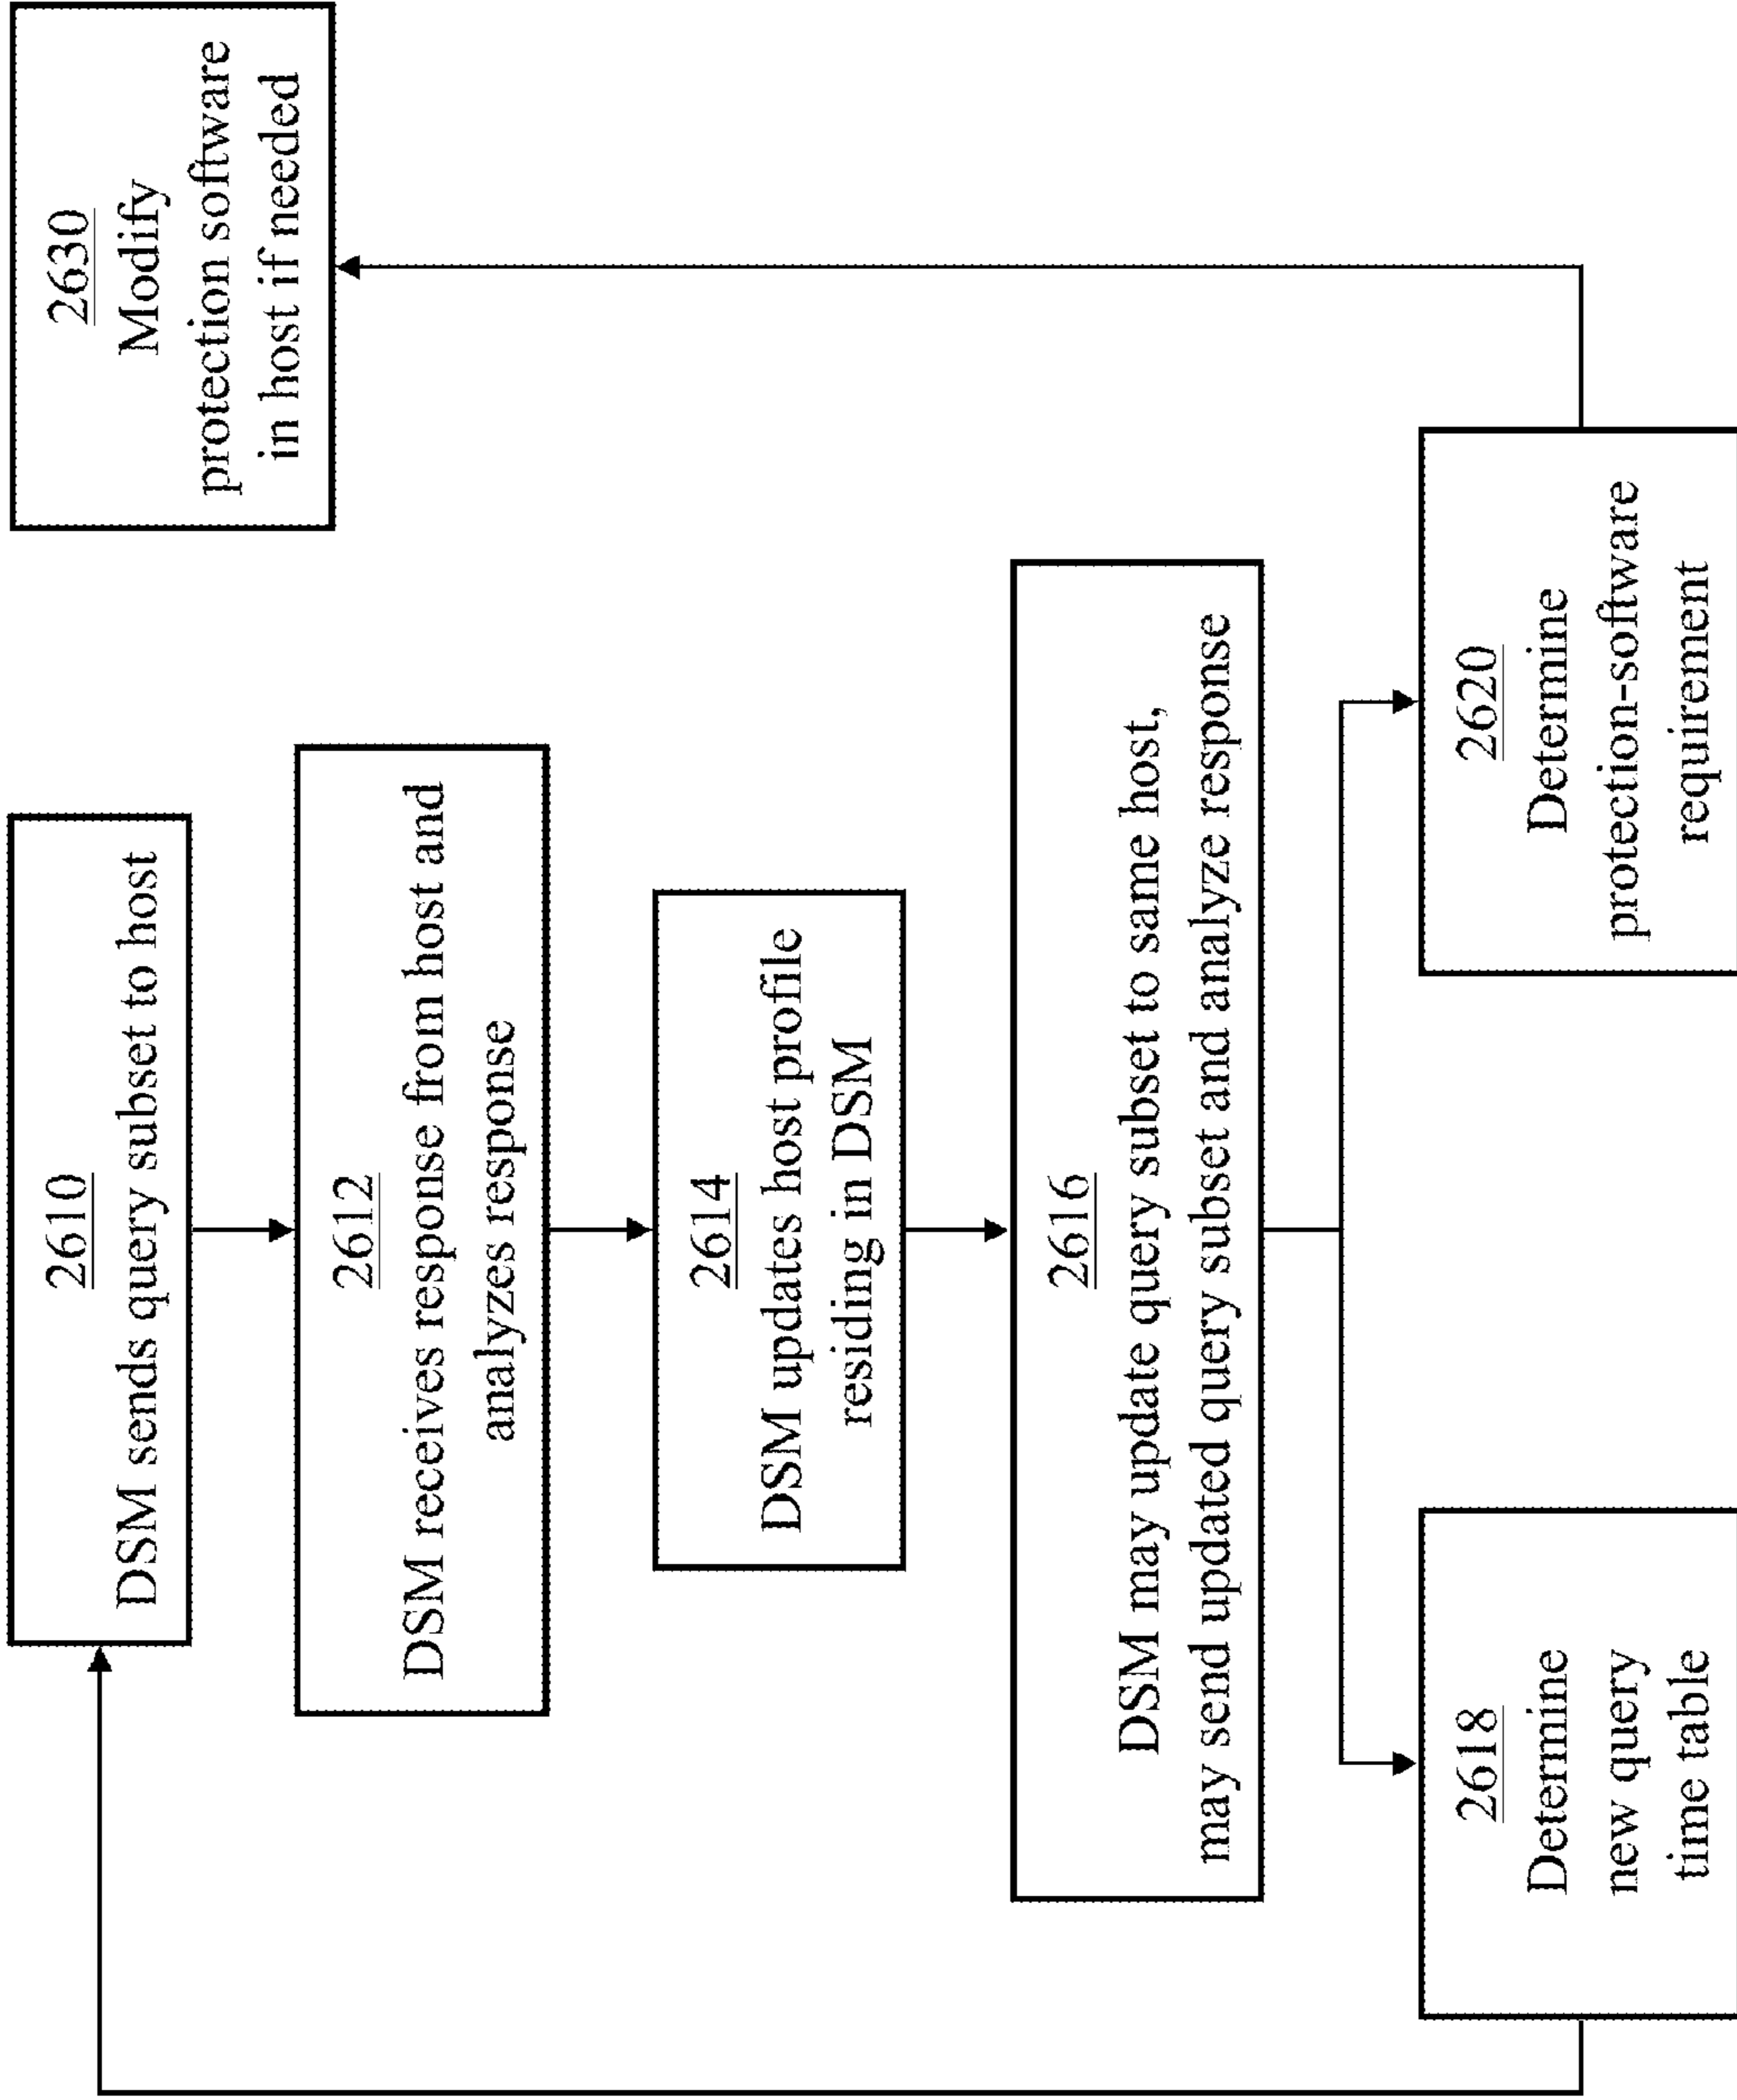 2610
DSM sends query subset to host
2612
DSM receives response from host and
analyzes response
2614
DSM updates host profile
residing in DSM
2616
DSM may update query subset to same host,
may send updated query subset and analyze response
2618
Determine
new query
time table
2620
Determine
protection-software
requirement
2630
Modify
protection software
in host if needed